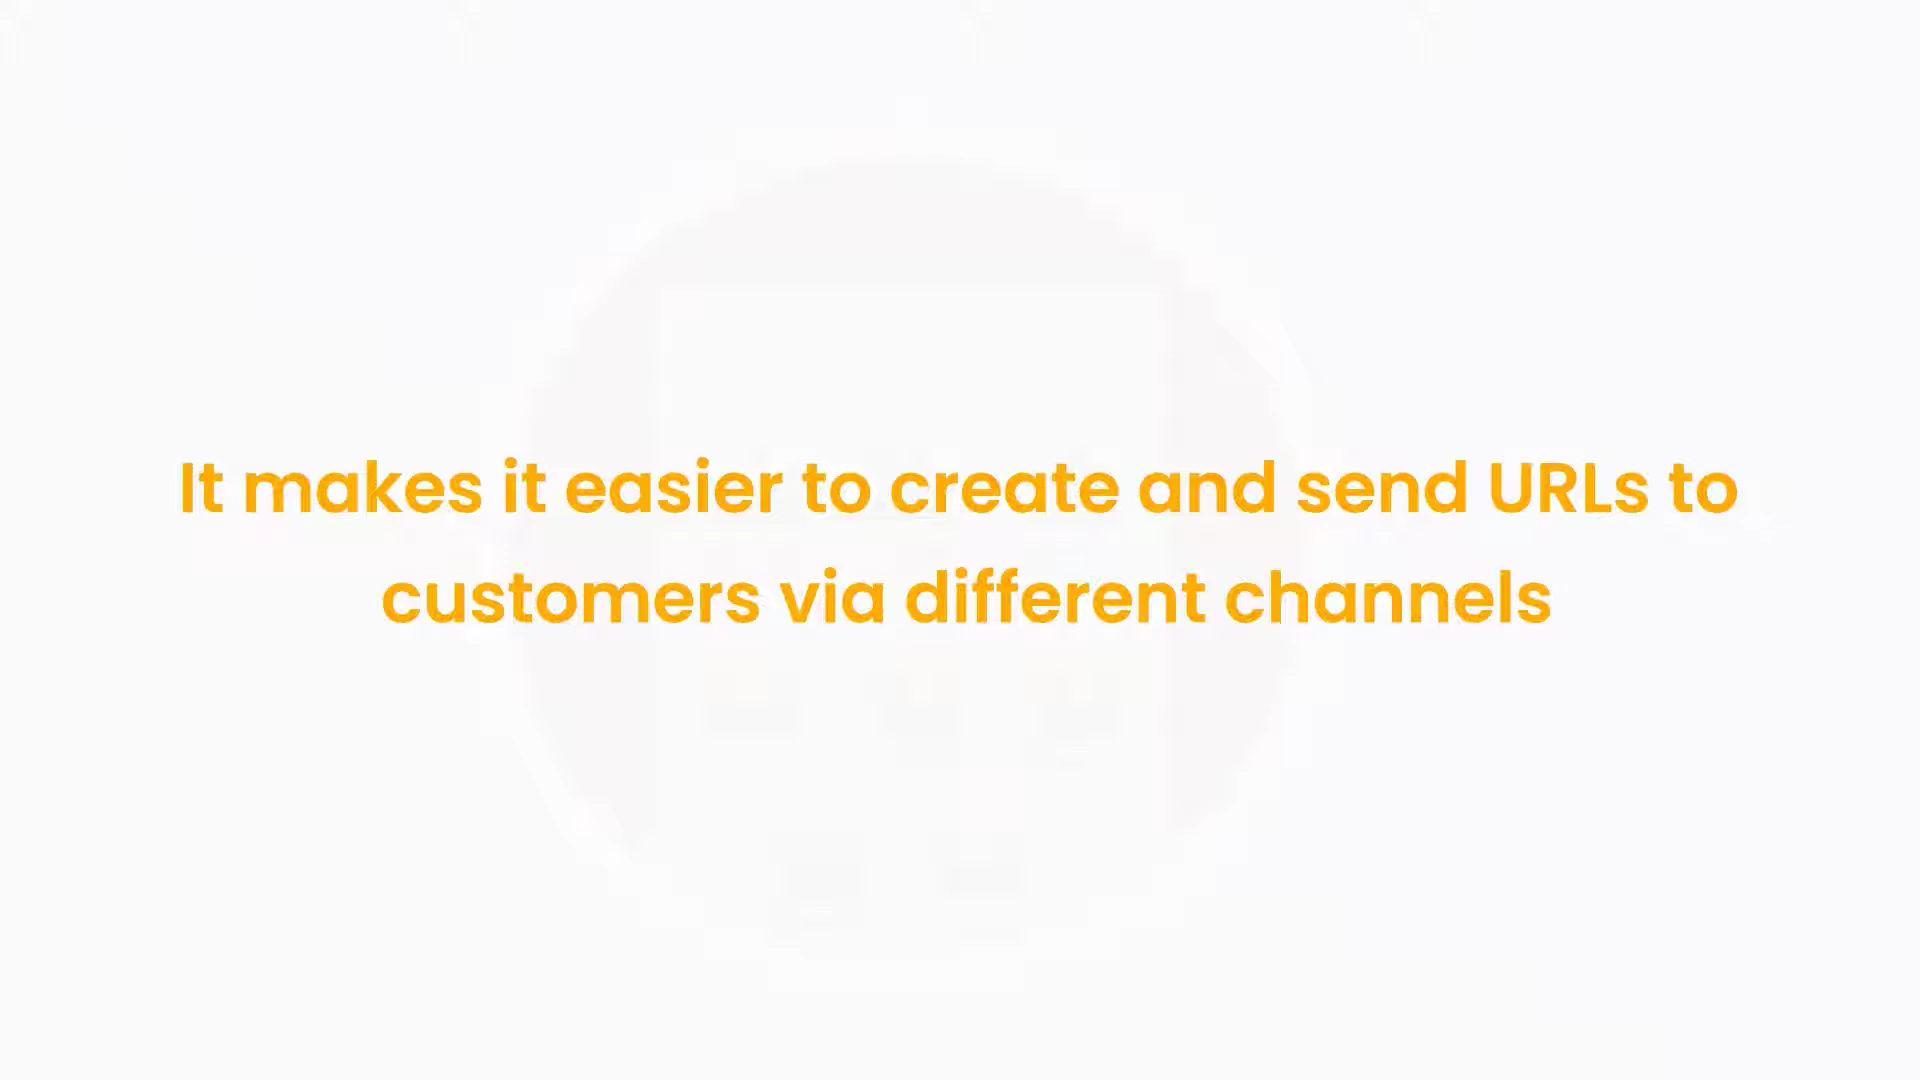 It makes it easier to create and send URLs to
customers via different channels